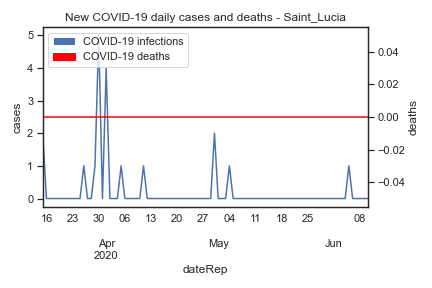 New COVID-19 daily cases and deaths - Saint_Lucia
COVID-19 infections
COVID-19 deaths
cases
5
4
3
2
1
0
deaths
0.04
0.02
0.00
−0.02
−0.04
16 23 30 06 13 20 27 04 11 18 25 08
Apr May Jun
2020
dateRep